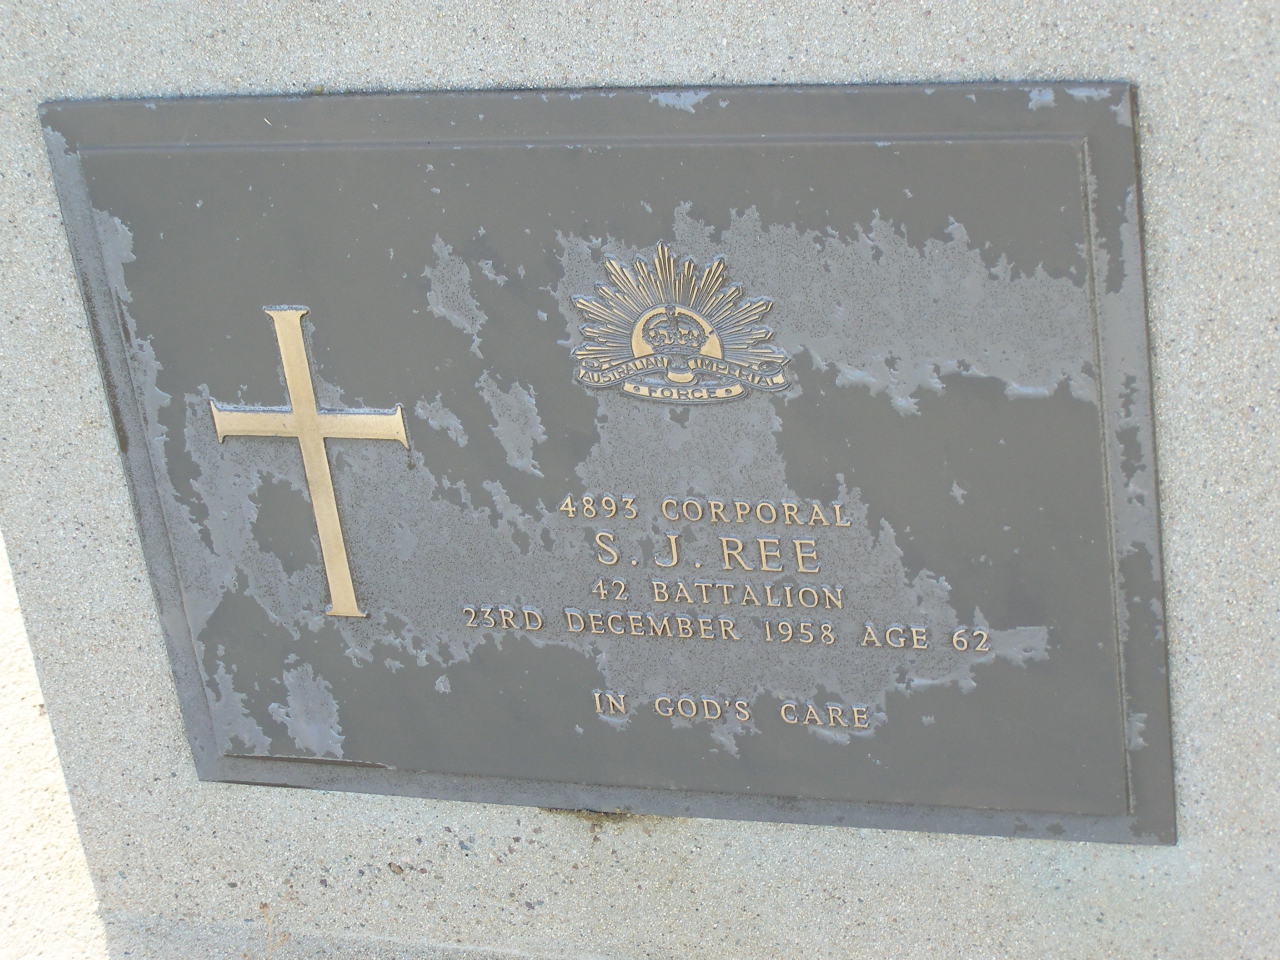 AUSTRALIAN IMPERIAL
FORCE
4893 CORPORAL
S. J. REE
42 BATTALION
23RD DECEMBER 1958 AGE 62
IN GOD'S CARE